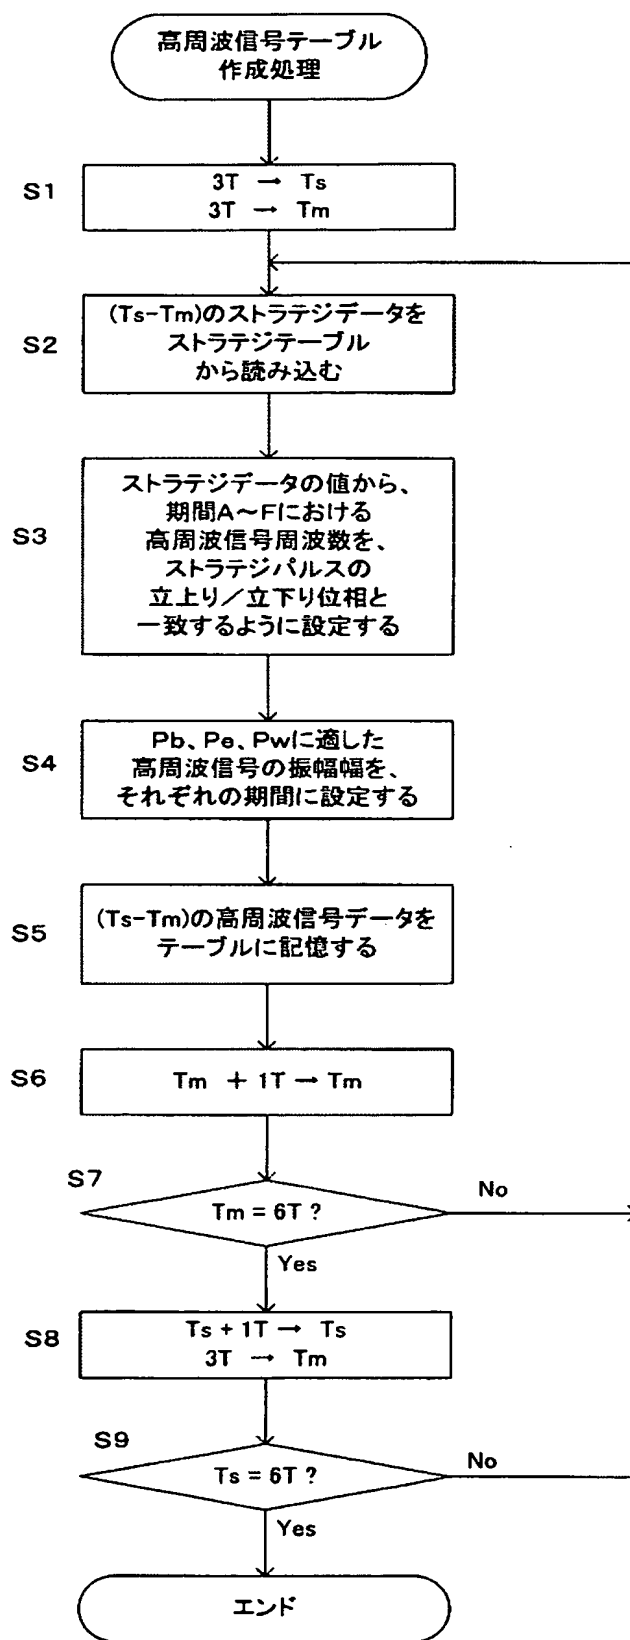 高周波信号テーブル
作成処理
S1
3T → Ts
3T → Tm
S2
(Ts-Tm)のストラテジデータを
ストラテジテーブル
から読み込む
S3
ストラテジデータの値から、
期間A～Fにおける
高周波信号周波数を、
ストラテジパルスの
立上り／立下り位相と
一致するように設定する
S4
Pb、Pe、Pwに適した
高周波信号の振幅幅を、
それぞれの期間に設定する
S5
(Ts-Tm)の高周波信号データを
テーブルに記憶する
S6
Tm + 1T → Tm
S7
Tm = 6T ?
No
Yes
S8
Ts + 1T → Ts
3T → Tm
S9
Ts = 6T ?
No
Yes
エンド